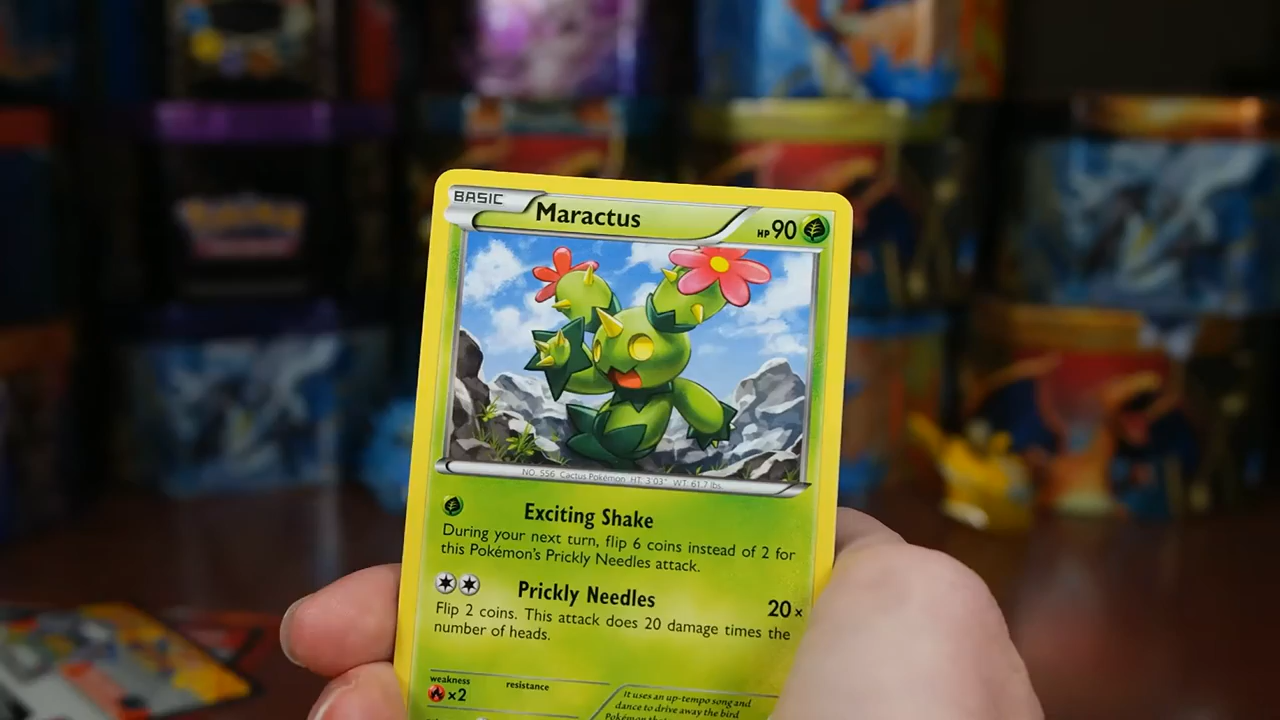 BASIC Maractus HP 90
NO. 556 Cactus Pokémon HT. 3'03" WT. 61.7 lbs.
Exciting Shake
During your next turn, flip 6 coins instead of 2 for
this Pokémon's Prickly Needles attack.
Prickly Needles 20×
Flip 2 coins. This attack does 20 damage times the
number of heads.
weakness resistance
×2
It uses an up-tempo song and
dance to drive away the bird